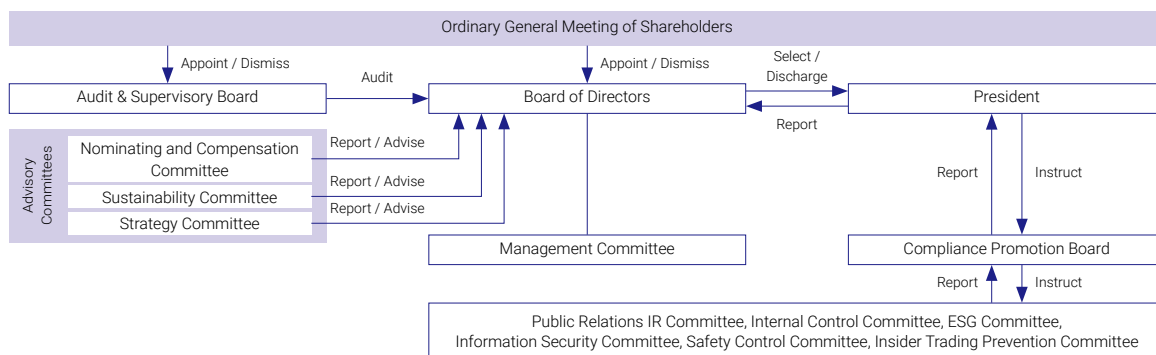 Ordinary General Meeting of Shareholders
Appoint / Dismiss
Appoint / Dismiss
Select /
Discharge
Audit
Audit & Supervisory Board
Board of Directors
President
Report
Advisory
Committees
Nominating and Compensation
Committee
Report / Advise
Sustainability Committee
Report / Advise
Strategy Committee
Report / Advise
Report
Instruct
Management Committee
Compliance Promotion Board
Report
Instruct
Public Relations IR Committee, Internal Control Committee, ESG Committee,
Information Security Committee, Safety Control Committee, Insider Trading Prevention Committee